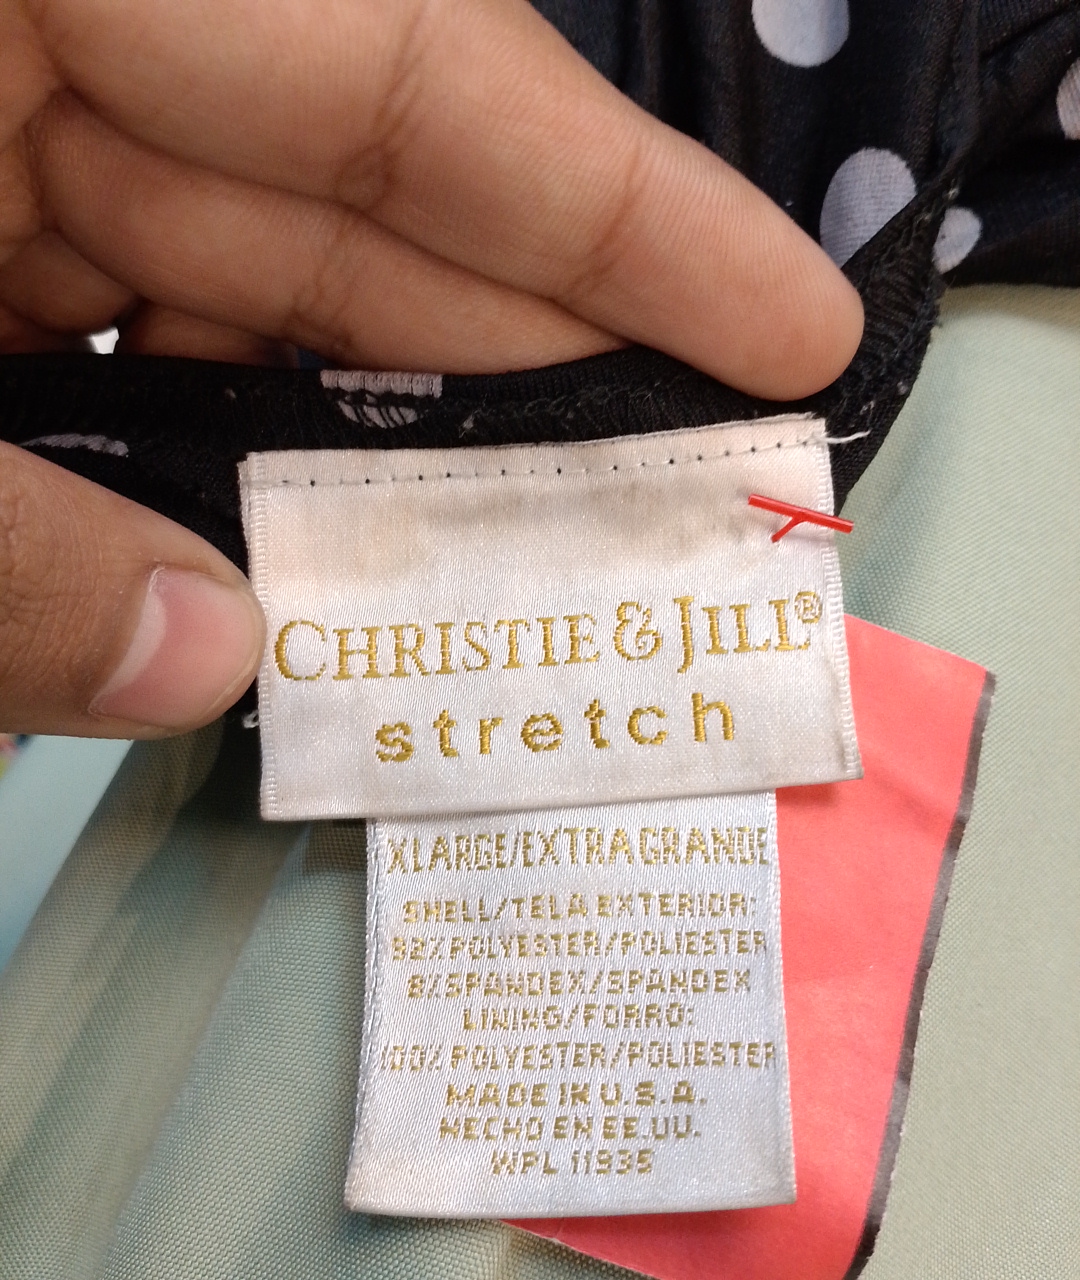 CHRISTIE & JILL®
stretch
XLARGE/EXTRA GRANDE
SHELL/TELA EXTERIOR:
92% POLYESTER/POLIESTER
8% SPANDEX/SPANDEX
LINING/FORRO:
100% POLYESTER/POLIESTER
MADE IN U.S.A.
HECHO EN EE.UU.
WPL 11935